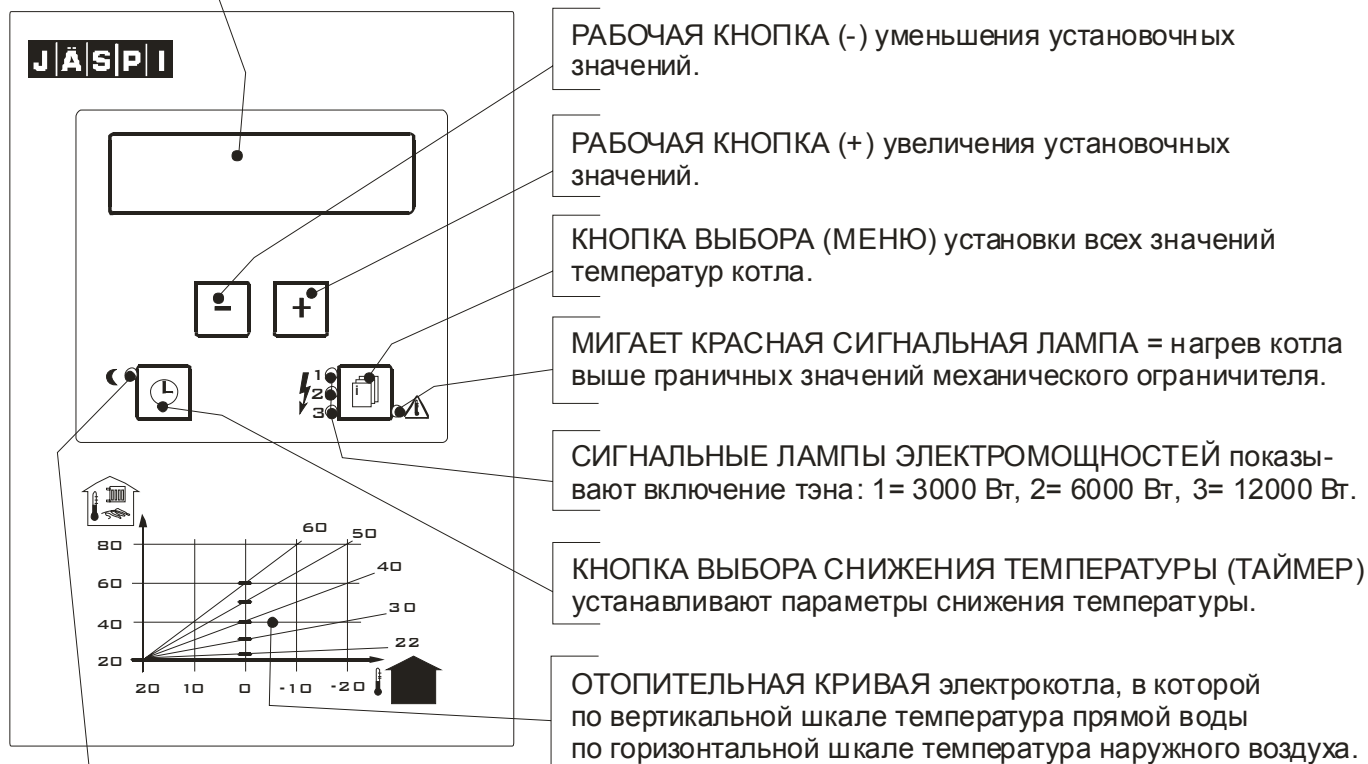 JÄSPI
РАБОЧАЯ КНОПКА (-) уменьшения установочных
значений.
РАБОЧАЯ КНОПКА (+) увеличения установочных
значений.
КНОПКА ВЫБОРА (МЕНЮ) установки всех значений
температур котла.
- +
МИГАЕТ КРАСНАЯ СИГНАЛЬНАЯ ЛАМПА = нагрев котла
выше граничных значений механического ограничителя.
1
2
3
СИГНАЛЬНЫЕ ЛАМПЫ ЭЛЕКТРОМОЩНОСТЕЙ показы-
вают включение тэна: 1= 3000 Вт, 2= 6000 Вт, 3= 12000 Вт.
КНОПКА ВЫБОРА СНИЖЕНИЯ ТЕМПЕРАТУРЫ (ТАЙМЕР)
устанавливают параметры снижения температуры.
ОТОПИТЕЛЬНАЯ КРИВАЯ электрокотла, в которой
по вертикальной шкале температура прямой воды
по горизонтальной шкале температура наружного воздуха.
60
50
80
40
60
30
40
22
20
20 10 0 -10 -20